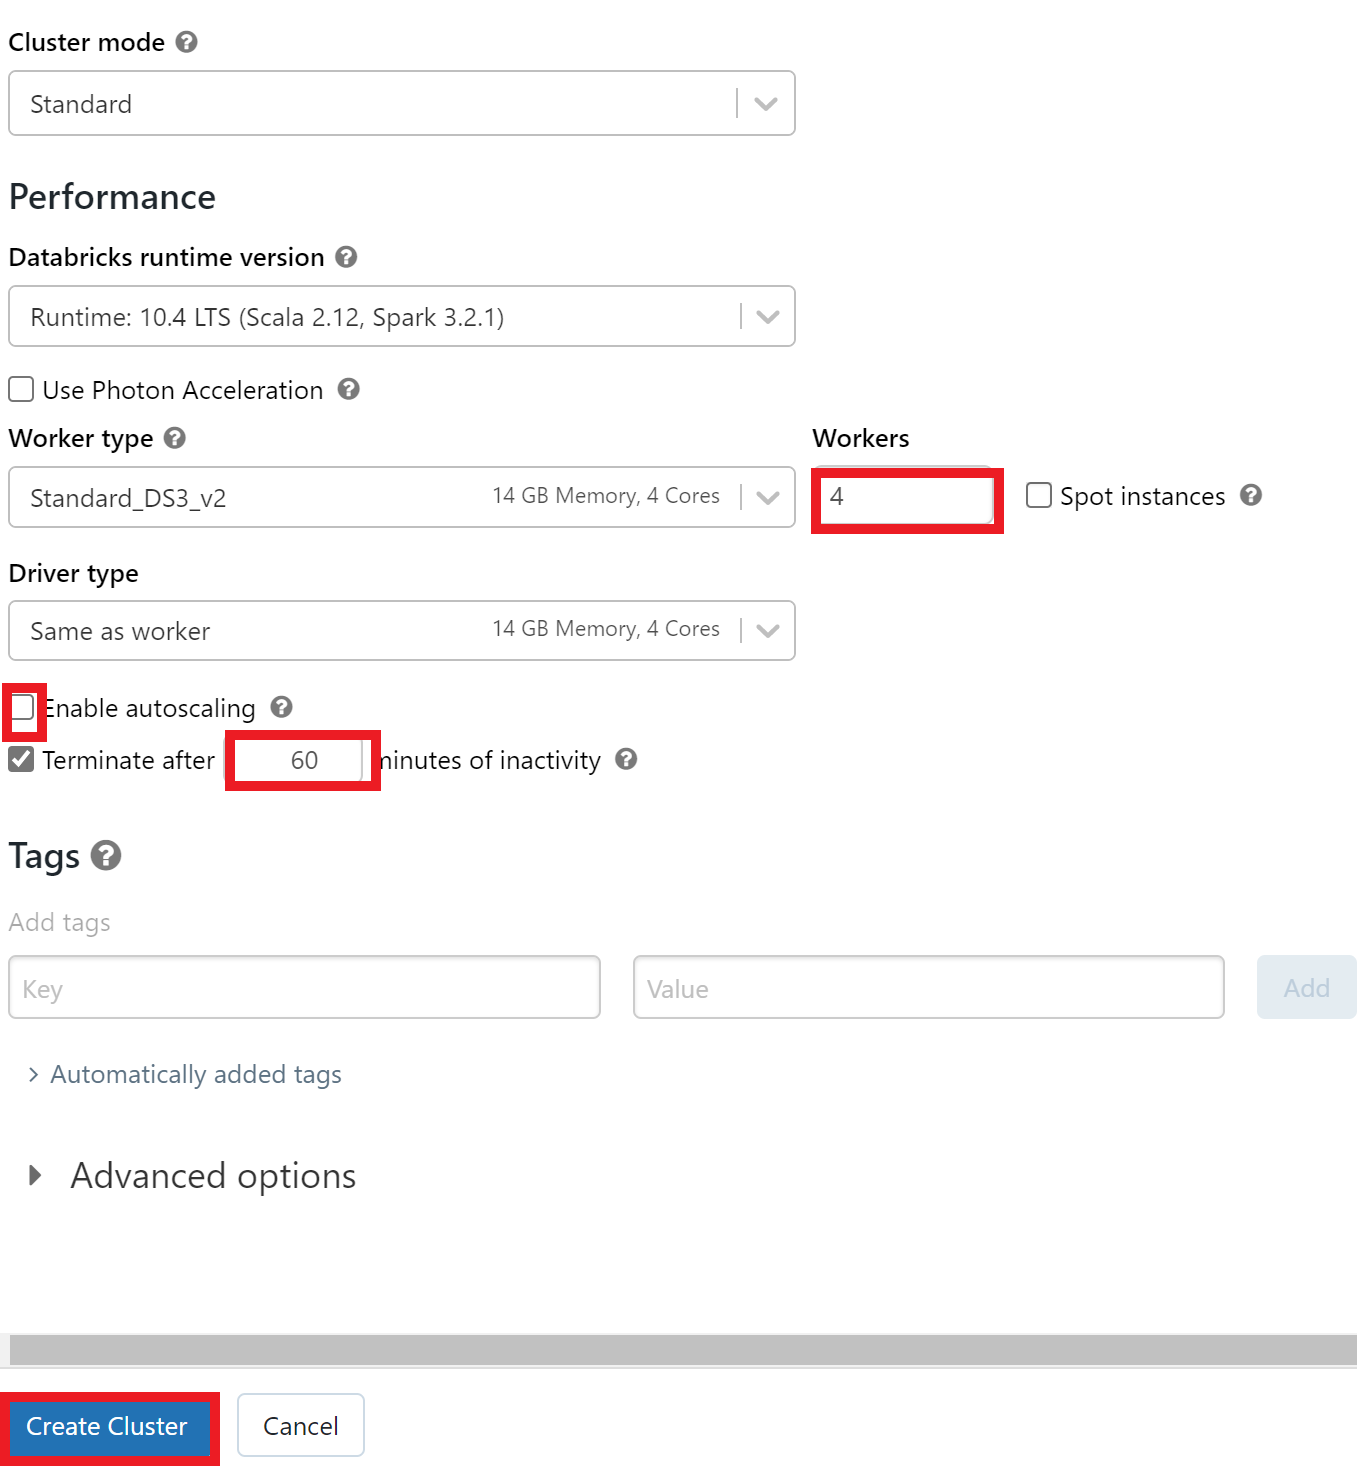 Cluster mode ?
Standard
Performance
Databricks runtime version ?
Runtime: 10.4 LTS (Scala 2.12, Spark 3.2.1)
Use Photon Acceleration ?
Worker type ? Workers
Standard_DS3_v2 14 GB Memory, 4 Cores 4 Spot instances ?
Driver type
Same as worker 14 GB Memory, 4 Cores
Enable autoscaling ?
Terminate after 60 minutes of inactivity ?
Tags ?
Add tags
Key Value Add
Automatically added tags
Advanced options
Create Cluster Cancel